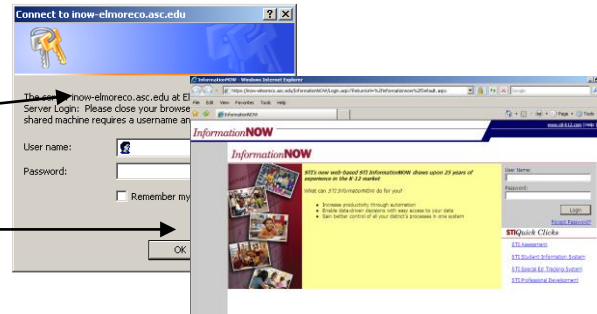 Connect to inow-elmoreco.asc.edu
The server inow-elmoreco.asc.edu at El
Server Login: Please close your browse
shared machine requires a username an
User name:
Password:
Remember my
OK
InformationNOW - Windows Internet Explorer
File Edit View Favorites Tools Help
InformationNOW
Page
Tools
InformationNOW
InformationNOW
STI's new web-based STI InformationNOW draws upon 25 years of
experience in the K-12 market
What can STI InformationNOW do for you?
Increase productivity through automation
Enable data-driven decisions with easy access to your data
Gain better control of all your district's processes in one system
User Name:
Password:
Login
Forgot Password?
STIQuick Clicks
STI Assessment
STI Student Information System
STI Special Ed Tracking System
STI Professional Development